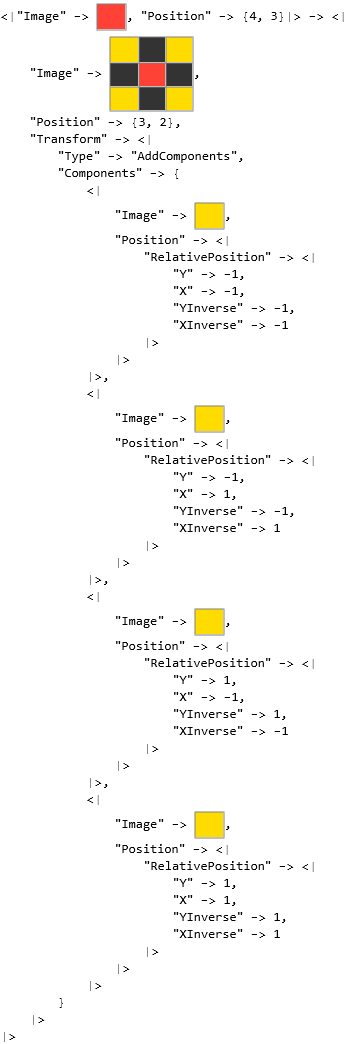 <|"Image" -> , "Position" -> {4, 3}|> -> <|
"Image" -> ,
"Position" -> {3, 2},
"Transform" -> <|
"Type" -> "AddComponents",
"Components" -> {
<|
"Image" -> ,
"Position" -> <|
"RelativePosition" -> <|
"Y" -> -1,
"X" -> -1,
"YInverse" -> -1,
"XInverse" -> -1
|>
|>
|>,
<|
"Image" -> ,
"Position" -> <|
"RelativePosition" -> <|
"Y" -> -1,
"X" -> 1,
"YInverse" -> -1,
"XInverse" -> 1
|>
|>
|>,
<|
"Image" -> ,
"Position" -> <|
"RelativePosition" -> <|
"Y" -> 1,
"X" -> -1,
"YInverse" -> 1,
"XInverse" -> -1
|>
|>
|>,
<|
"Image" -> ,
"Position" -> <|
"RelativePosition" -> <|
"Y" -> 1,
"X" -> 1,
"YInverse" -> 1,
"XInverse" -> 1
|>
|>
|>
}
|>
|>